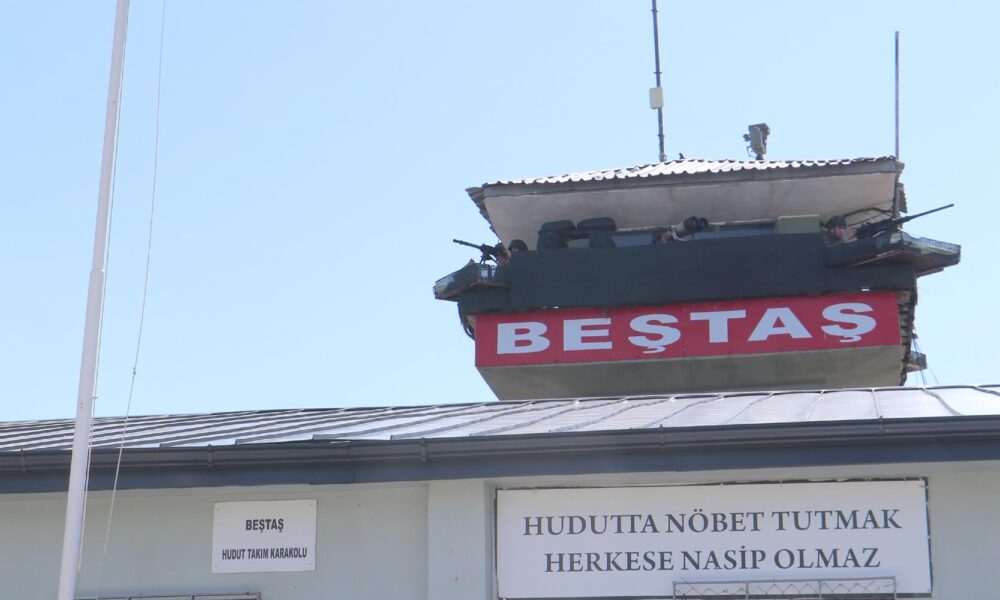 BEŞTAŞ
BEŞTAŞ
HUDUT TAKIM KARAKOLU
HUDUTTA NÖBET TUTMAK
HERKESE NASİP OLMAZ